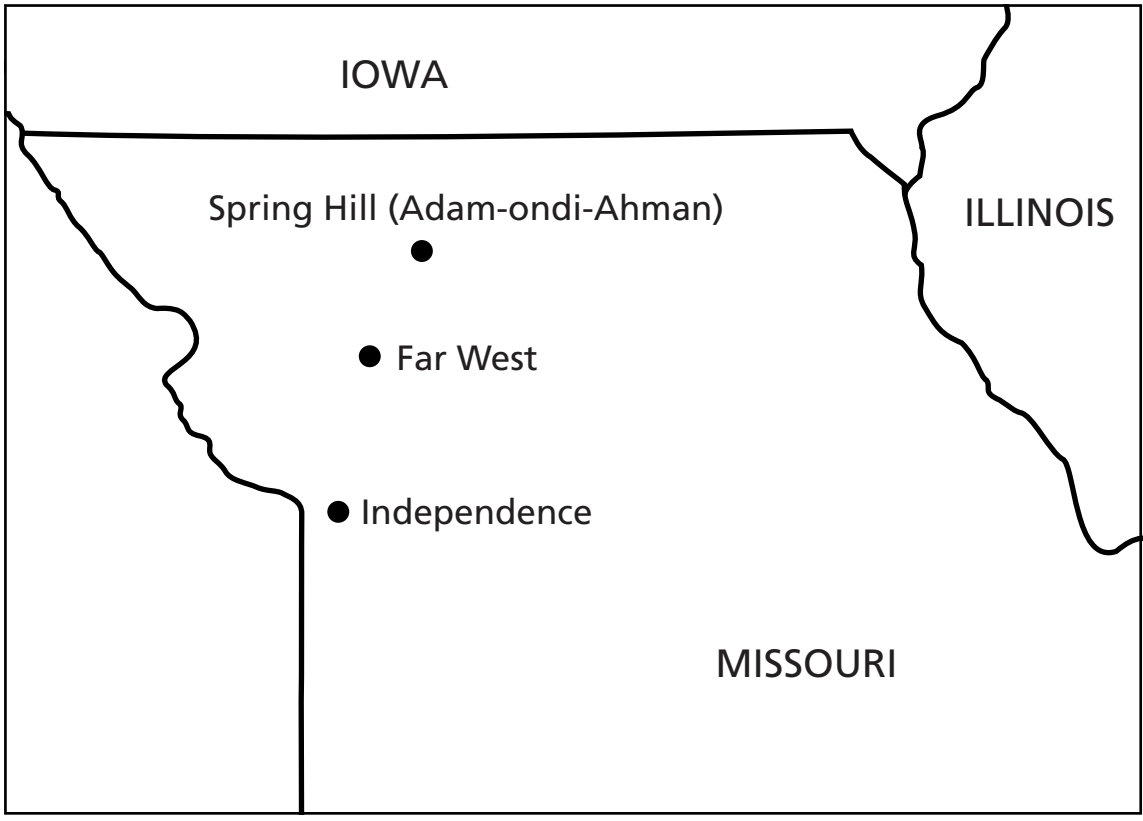 IOWA
Spring Hill (Adam-ondi-Ahman)
ILLINOIS
Far West
Independence
MISSOURI